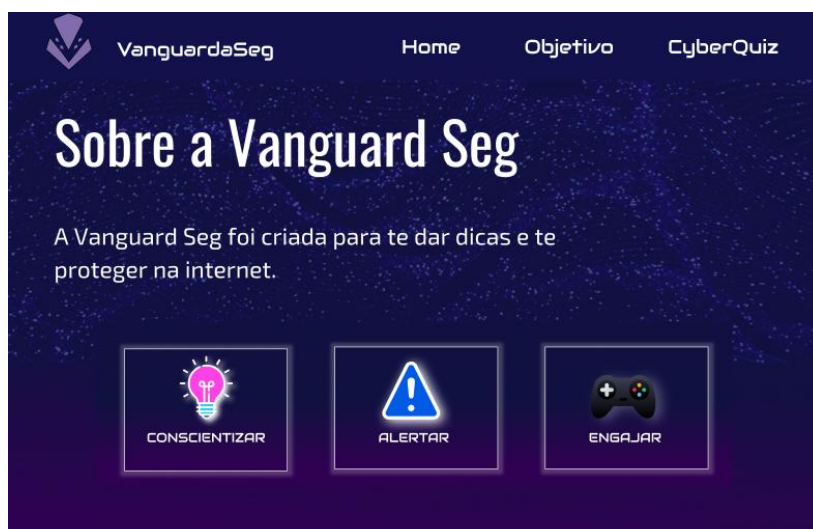 VanguardaSeg
Home
Objetivo
CyberQuiz
Sobre a Vanguard Seg
A Vanguard Seg foi criada para te dar dicas e te
proteger na internet.
CONSCIENTIZAR
ALERTAR
ENGAJAR